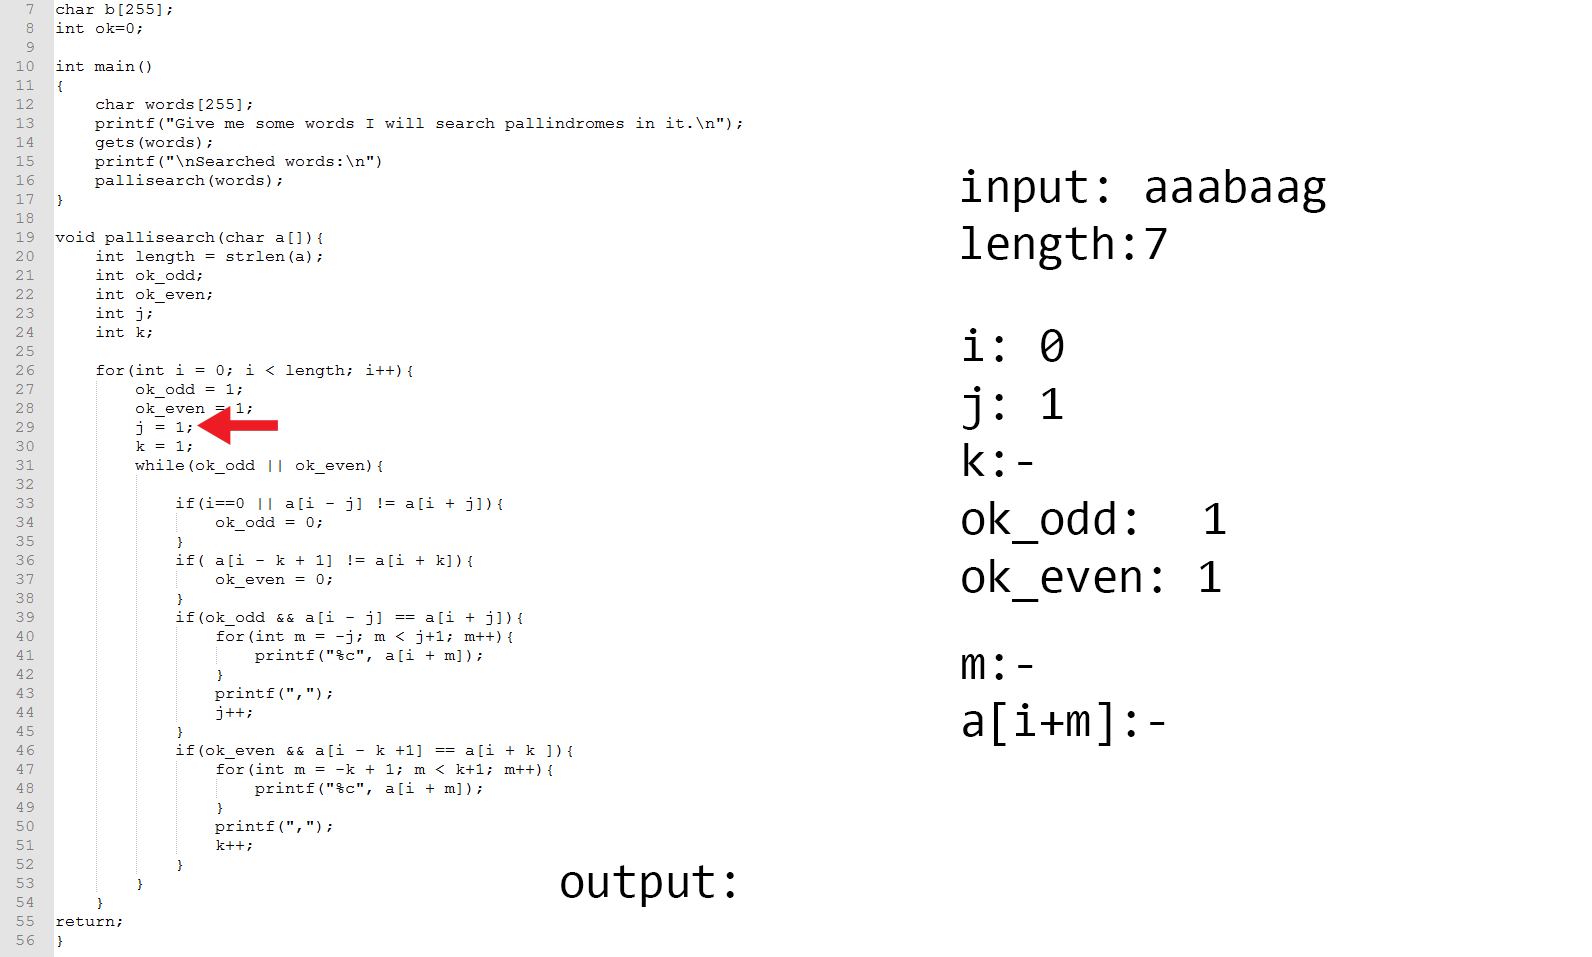 7 char b[255];
8 int ok=0;
9
10 int main()
11 {
12     char words[255];
13     printf("Give me some words I will search pallindromes in it.\n");
14     gets(words);
15     printf("\nSearched words:\n")
16     pallisearch(words);
17 }
18
19 void pallisearch(char a[]){
20     int length = strlen(a);
21     int ok_odd;
22     int ok_even;
23     int j;
24     int k;
25
26     for(int i = 0; i < length; i++){
27         ok_odd = 1;
28         ok_even = 1;
29         j = 1;
30         k = 1;
31         while(ok_odd || ok_even){
32
33             if(i==0 || a[i - j] != a[i + j]){
34                 ok_odd = 0;
35             }
36             if( a[i - k + 1] != a[i + k]){
37                 ok_even = 0;
38             }
39             if(ok_odd && a[i - j] == a[i + j]){
40                 for(int m = -j; m < j+1; m++){
41                     printf("%c", a[i + m]);
42                 }
43                 printf(",");
44                 j++;
45             }
46             if(ok_even && a[i - k +1] == a[i + k ]){
47                 for(int m = -k + 1; m < k+1; m++){
48                     printf("%c", a[i + m]);
49                 }
50                 printf(",");
51                 k++;
52             }
53         }
54     }
55 return;
56 }
input: aaabaag
length:7
i: 0
j: 1
k:-
ok_odd: 1
ok_even: 1
m:-
a[i+m]:-
output: